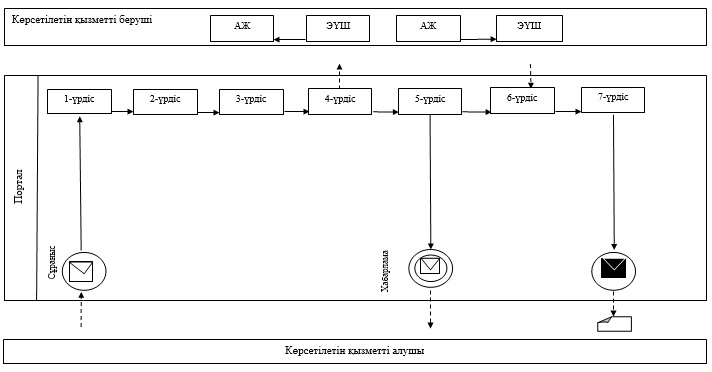 Көрсетілетін қызметті беруші
АЖ
ЭҮШ
АЖ
ЭҮШ
1-үрдіс
2-үрдіс
3-үрдіс
4-үрдіс
5-үрдіс
6-үрдіс
7-үрдіс
Портал
Сұраныс
Хабарлама
Көрсетілетін қызметті алушы